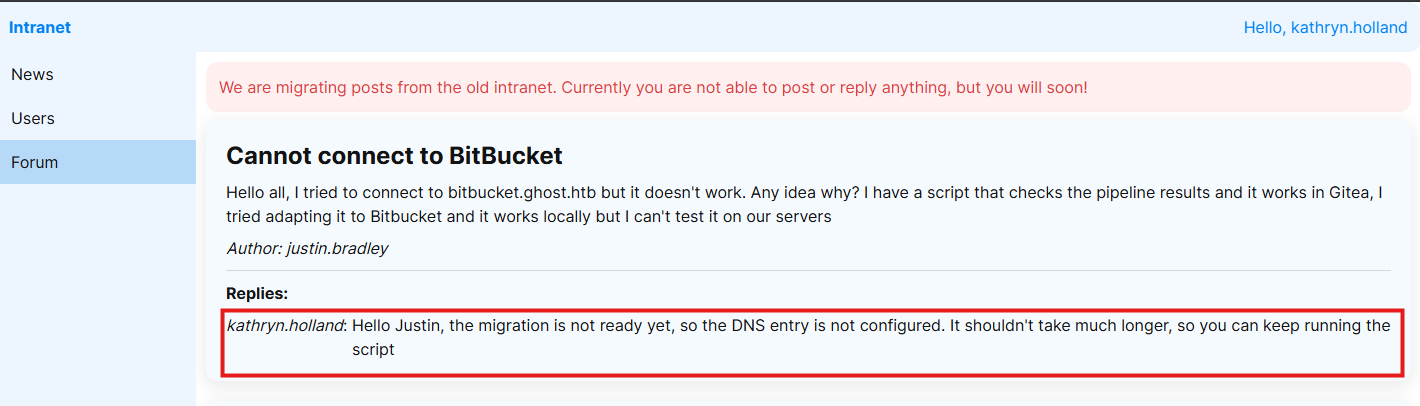 Intranet
Hello, kathryn.holland
News
Users
Forum
We are migrating posts from the old intranet. Currently you are not able to post or reply anything, but you will soon!
Cannot connect to BitBucket
Hello all, I tried to connect to bitbucket.ghost.htb but it doesn't work. Any idea why? I have a script that checks the pipeline results and it works in Gitea, I
tried adapting it to Bitbucket and it works locally but I can't test it on our servers
Author: justin.bradley
Replies:
kathryn.holland: Hello Justin, the migration is not ready yet, so the DNS entry is not configured. It shouldn't take much longer, so you can keep running the
script